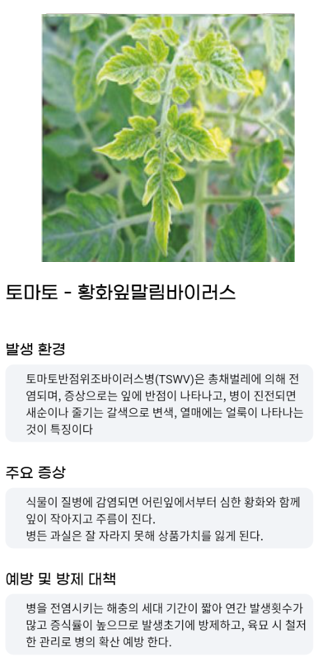 토마토 - 황화잎말림바이러스
발생 환경
토마토반점위조바이러스병(TSWV)은 총채벌레에 의해 전
염되며, 증상으로는 잎에 반점이 나타나고, 병이 진전되면
새순이나 줄기는 갈색으로 변색, 열매에는 얼룩이 나타나는
것이 특징이다
주요 증상
식물이 질병에 감염되면 어린잎에서부터 심한 황화와 함께
잎이 작아지고 주름이 진다.
병든 과실은 잘 자라지 못해 상품가치를 잃게 된다.
예방 및 방제 대책
병을 전염시키는 해충의 세대 기간이 짧아 연간 발생횟수가
많고 증식률이 높으므로 발생초기에 방제하고, 육묘 시 철저
한 관리로 병의 확산 예방 한다.